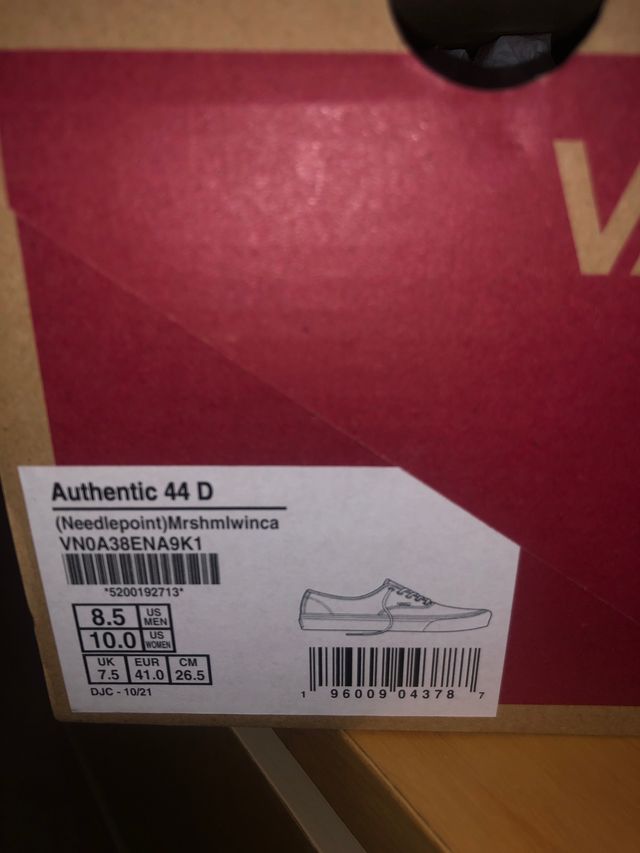 VA
Authentic 44 D
(Needlepoint)Mrshmlwinca
VN0A38ENA9K1
*5200192713*
8.5 US MEN
10.0 US WOMEN
UK EUR CM
7.5 41.0 26.5
DJC - 10/21
1 96009 04378 7